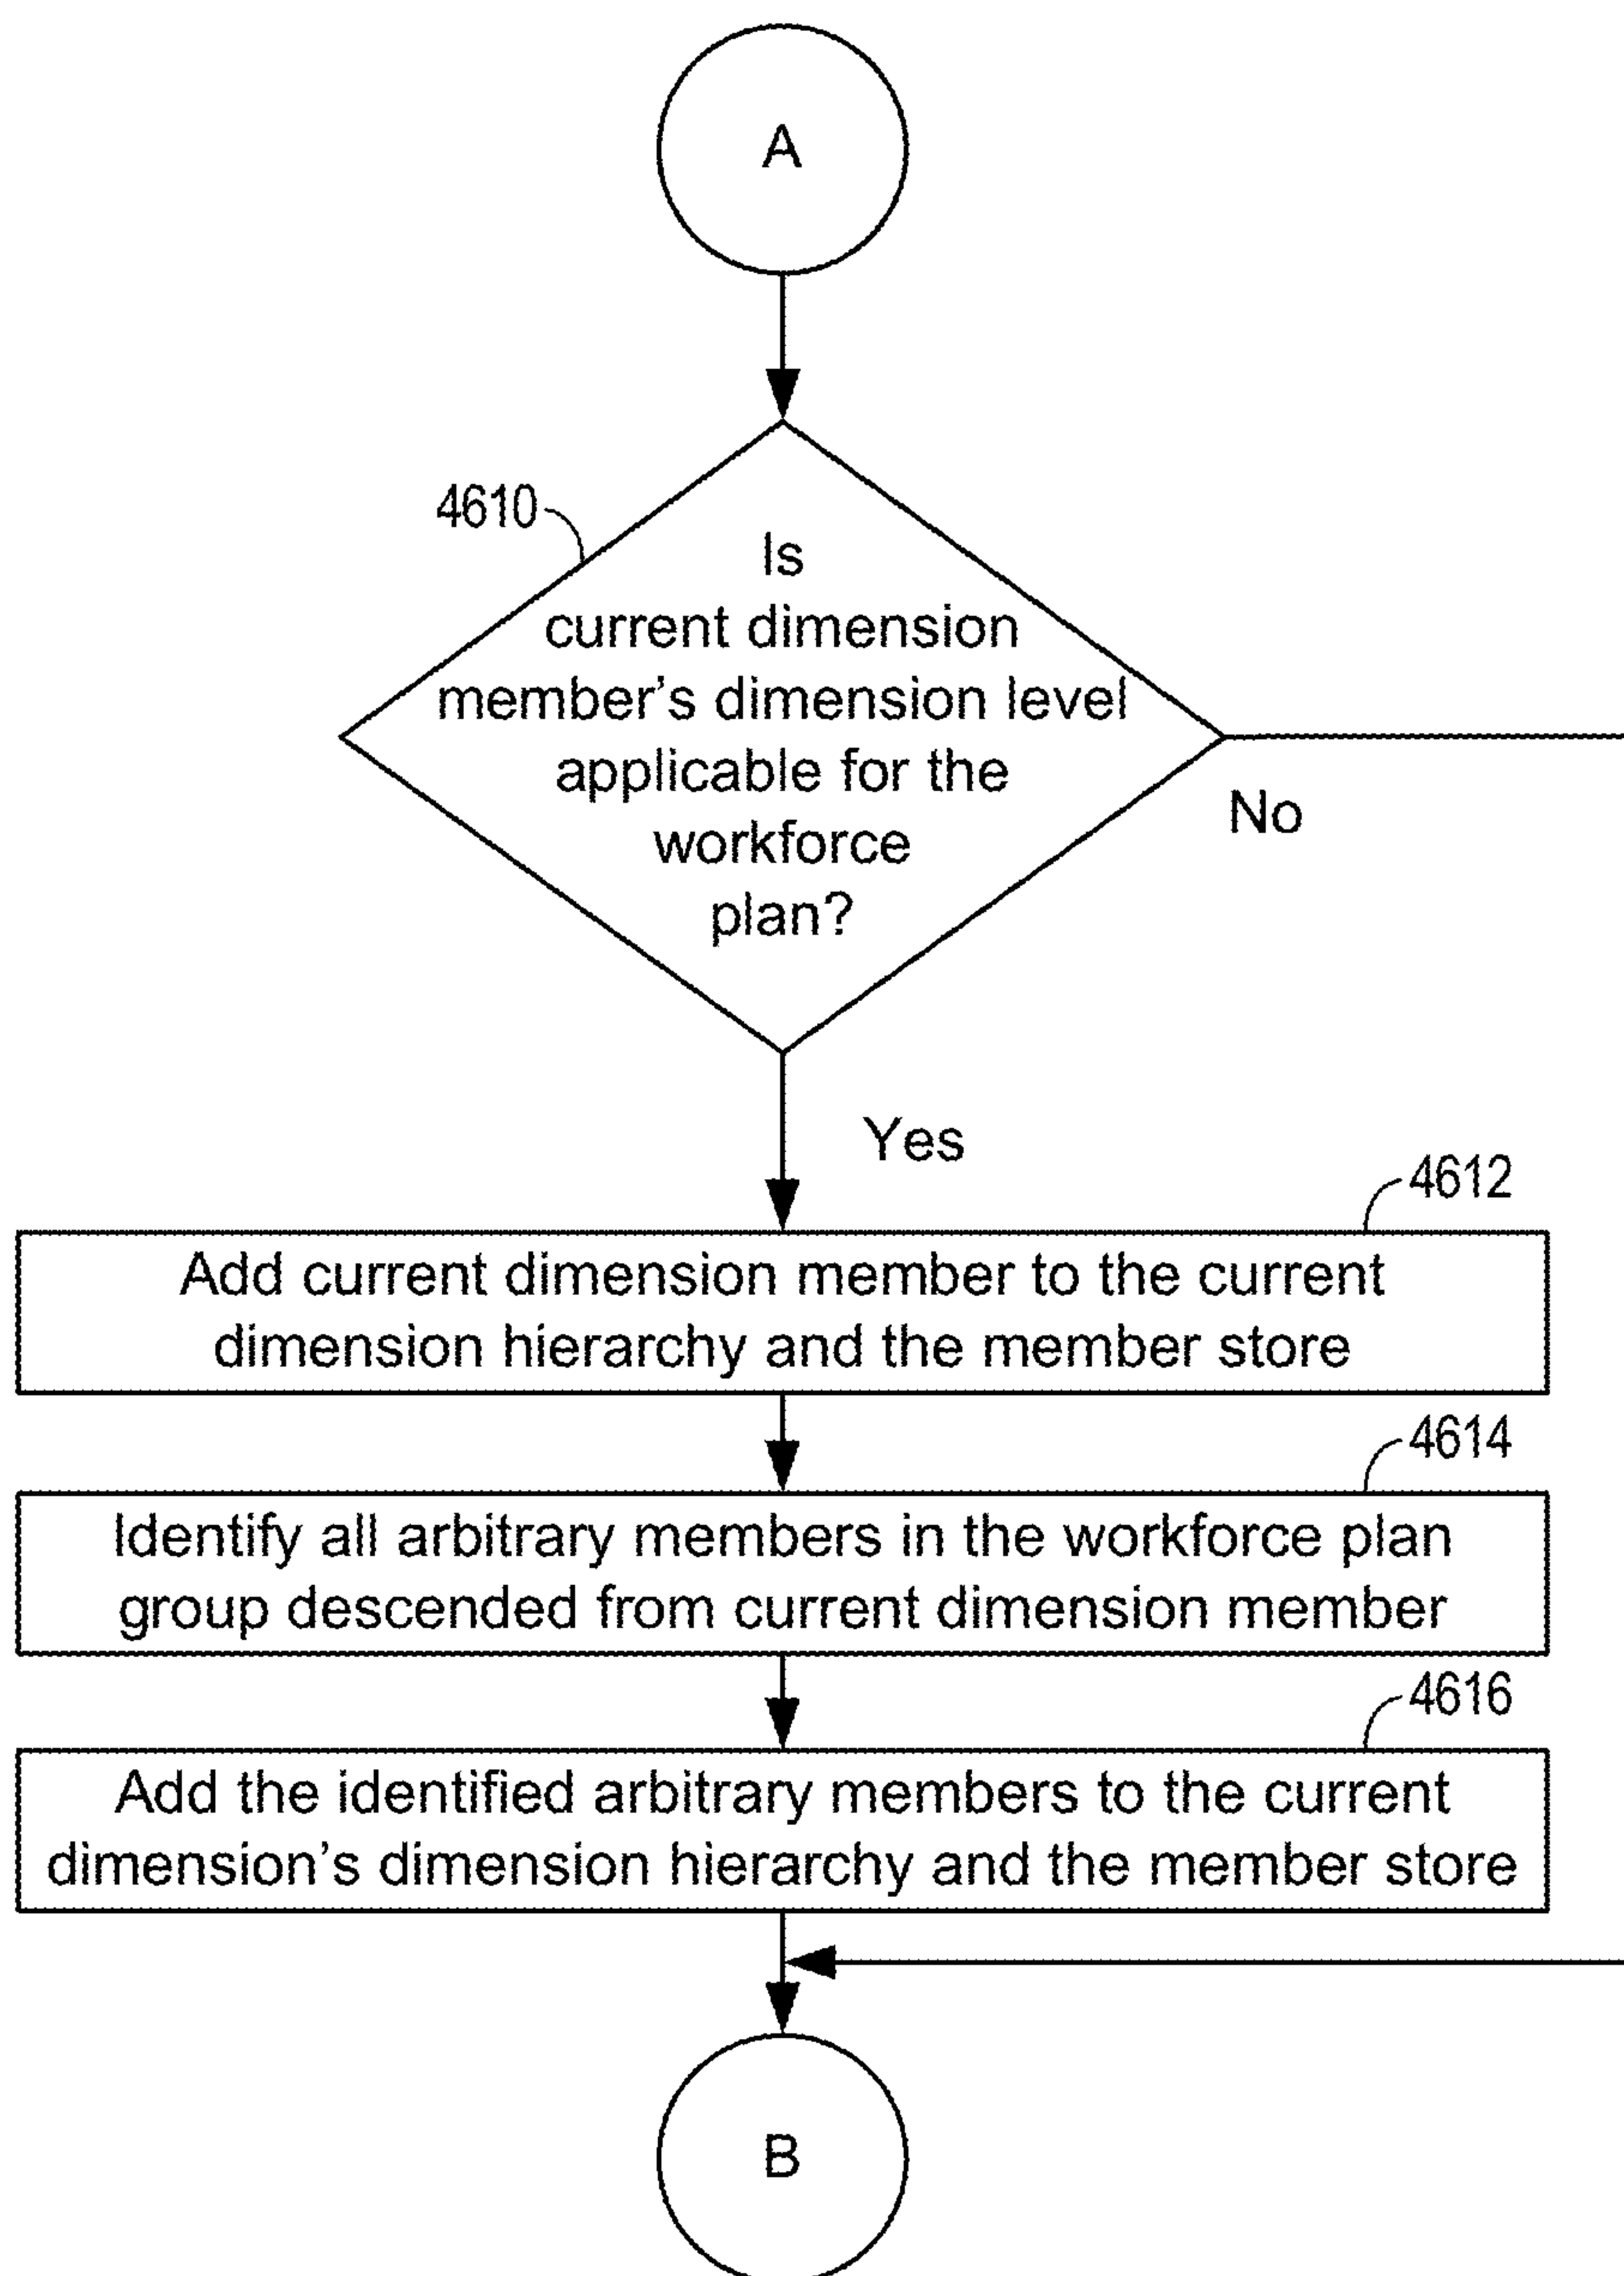 A
4610
Is
current dimension
member’s dimension level
applicable for the
workforce
plan?
No
Yes
4612
Add current dimension member to the current
dimension hierarchy and the member store
4614
Identify all arbitrary members in the workforce plan
group descended from current dimension member
4616
Add the identified arbitrary members to the current
dimension’s dimension hierarchy and the member store
B